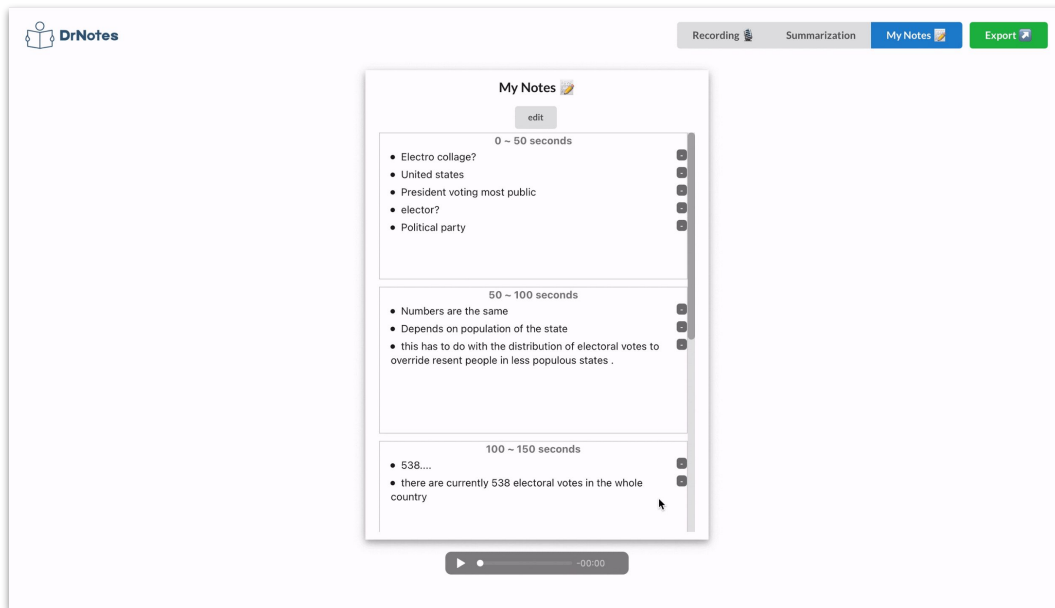 DrNotes
Recording
Summarization
My Notes
Export
My Notes
edit
0 ~ 50 seconds
• Electro collage? -
• United states -
• President voting most public -
• elector? -
• Political party -
50 ~ 100 seconds
• Numbers are the same -
• Depends on population of the state -
• this has to do with the distribution of electoral votes to -
override resent people in less populous states .
100 ~ 150 seconds
• 538.... -
• there are currently 538 electoral votes in the whole -
country
-00:00